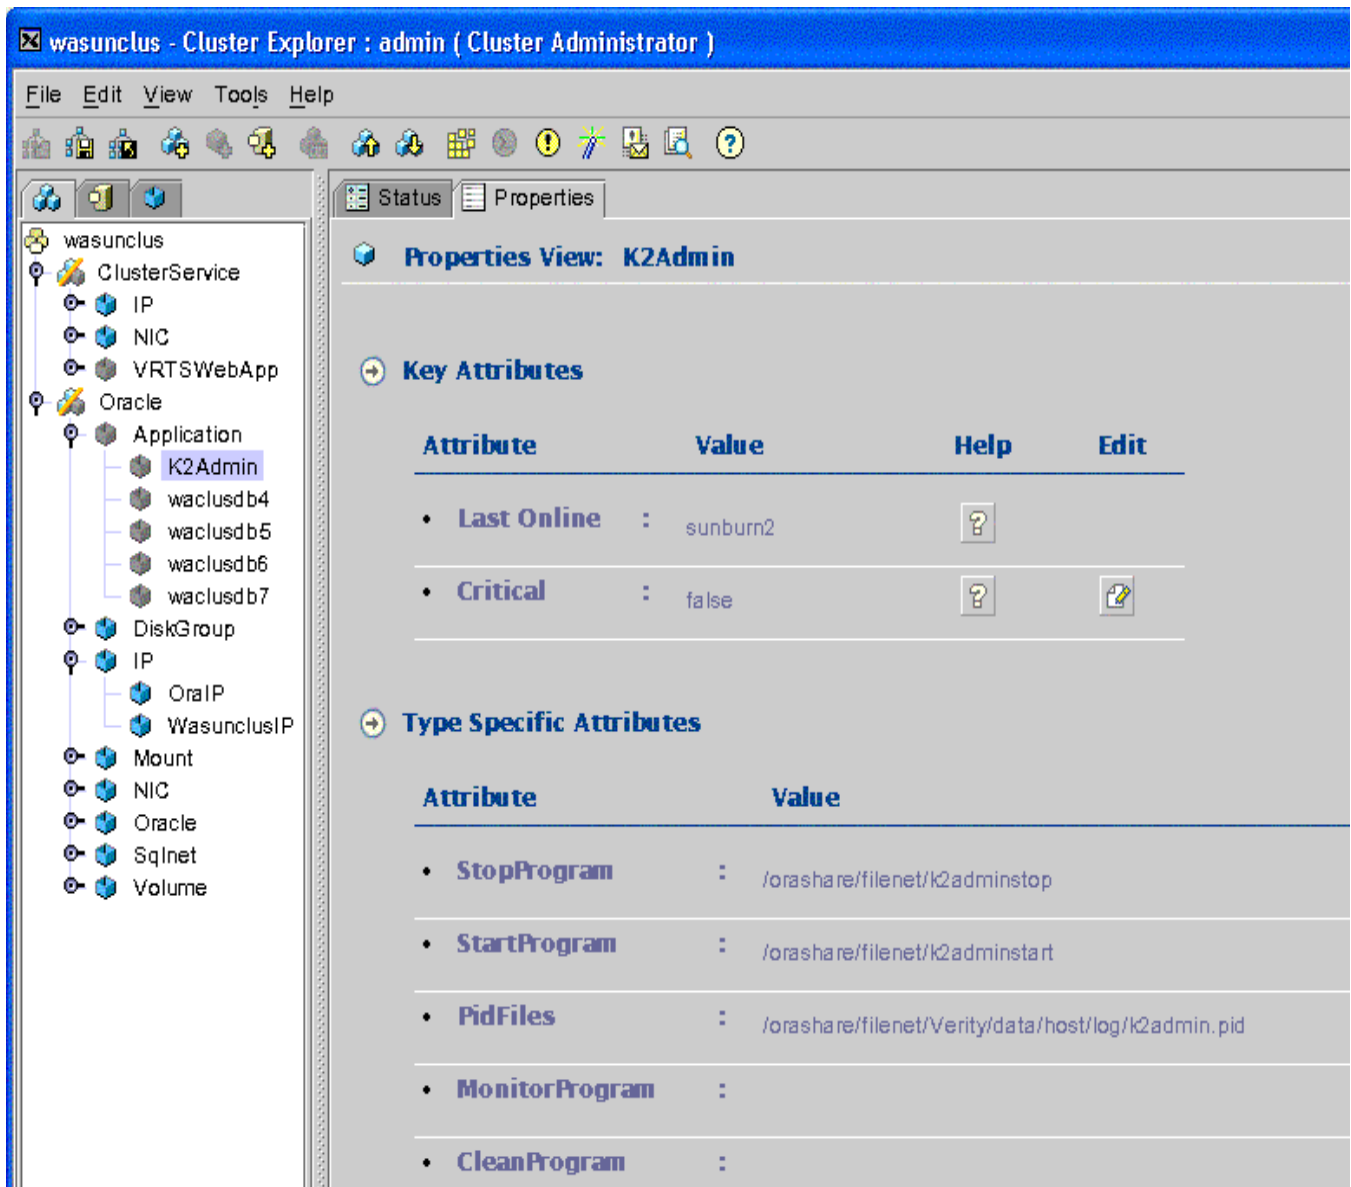 wasunclus - Cluster Explorer : admin ( Cluster Administrator )
File Edit View Tools Help
Status Properties
wasunclus
ClusterService
IP
NIC
VRTSWebApp
Oracle
Application
K2Admin
waclusdb4
waclusdb5
waclusdb6
waclusdb7
DiskGroup
IP
OraIP
WasunclusIP
Mount
NIC
Oracle
Sqlnet
Volume
Properties View: K2Admin
Key Attributes
Attribute Value Help Edit
• Last Online : sunburn2
• Critical : false
Type Specific Attributes
Attribute Value
• StopProgram : /orashare/filenet/k2adminstop
• StartProgram : /orashare/filenet/k2adminstart
• PidFiles : /orashare/filenet/Verity/data/host/log/k2admin.pid
• MonitorProgram :
• CleanProgram :